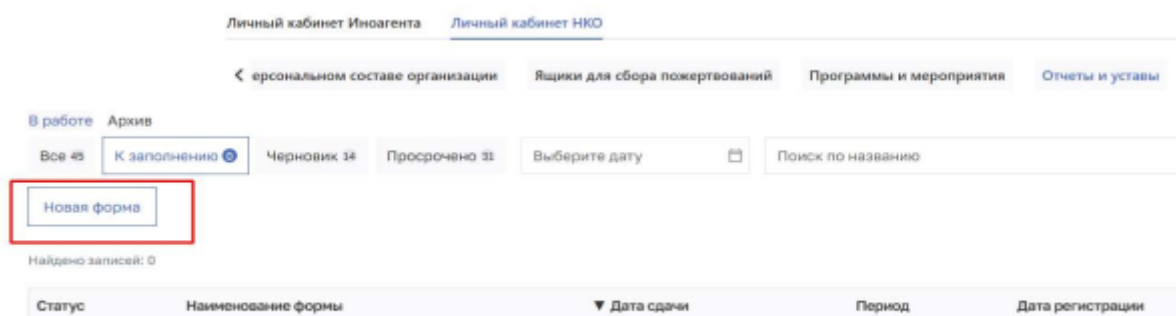 Личный кабинет Иноагента Личный кабинет НКО
ерсональном составе организации Ящики для сбора пожертвований Программы и мероприятия Отчеты и уставы
В работе Архив
Все 45 К заполнению 0 Черновик 14 Просрочено 31 Выберите дату Поиск по названию
Новая форма
Найдено записей: 0
Статус Наименование формы ▼ Дата сдачи Период Дата регистрации